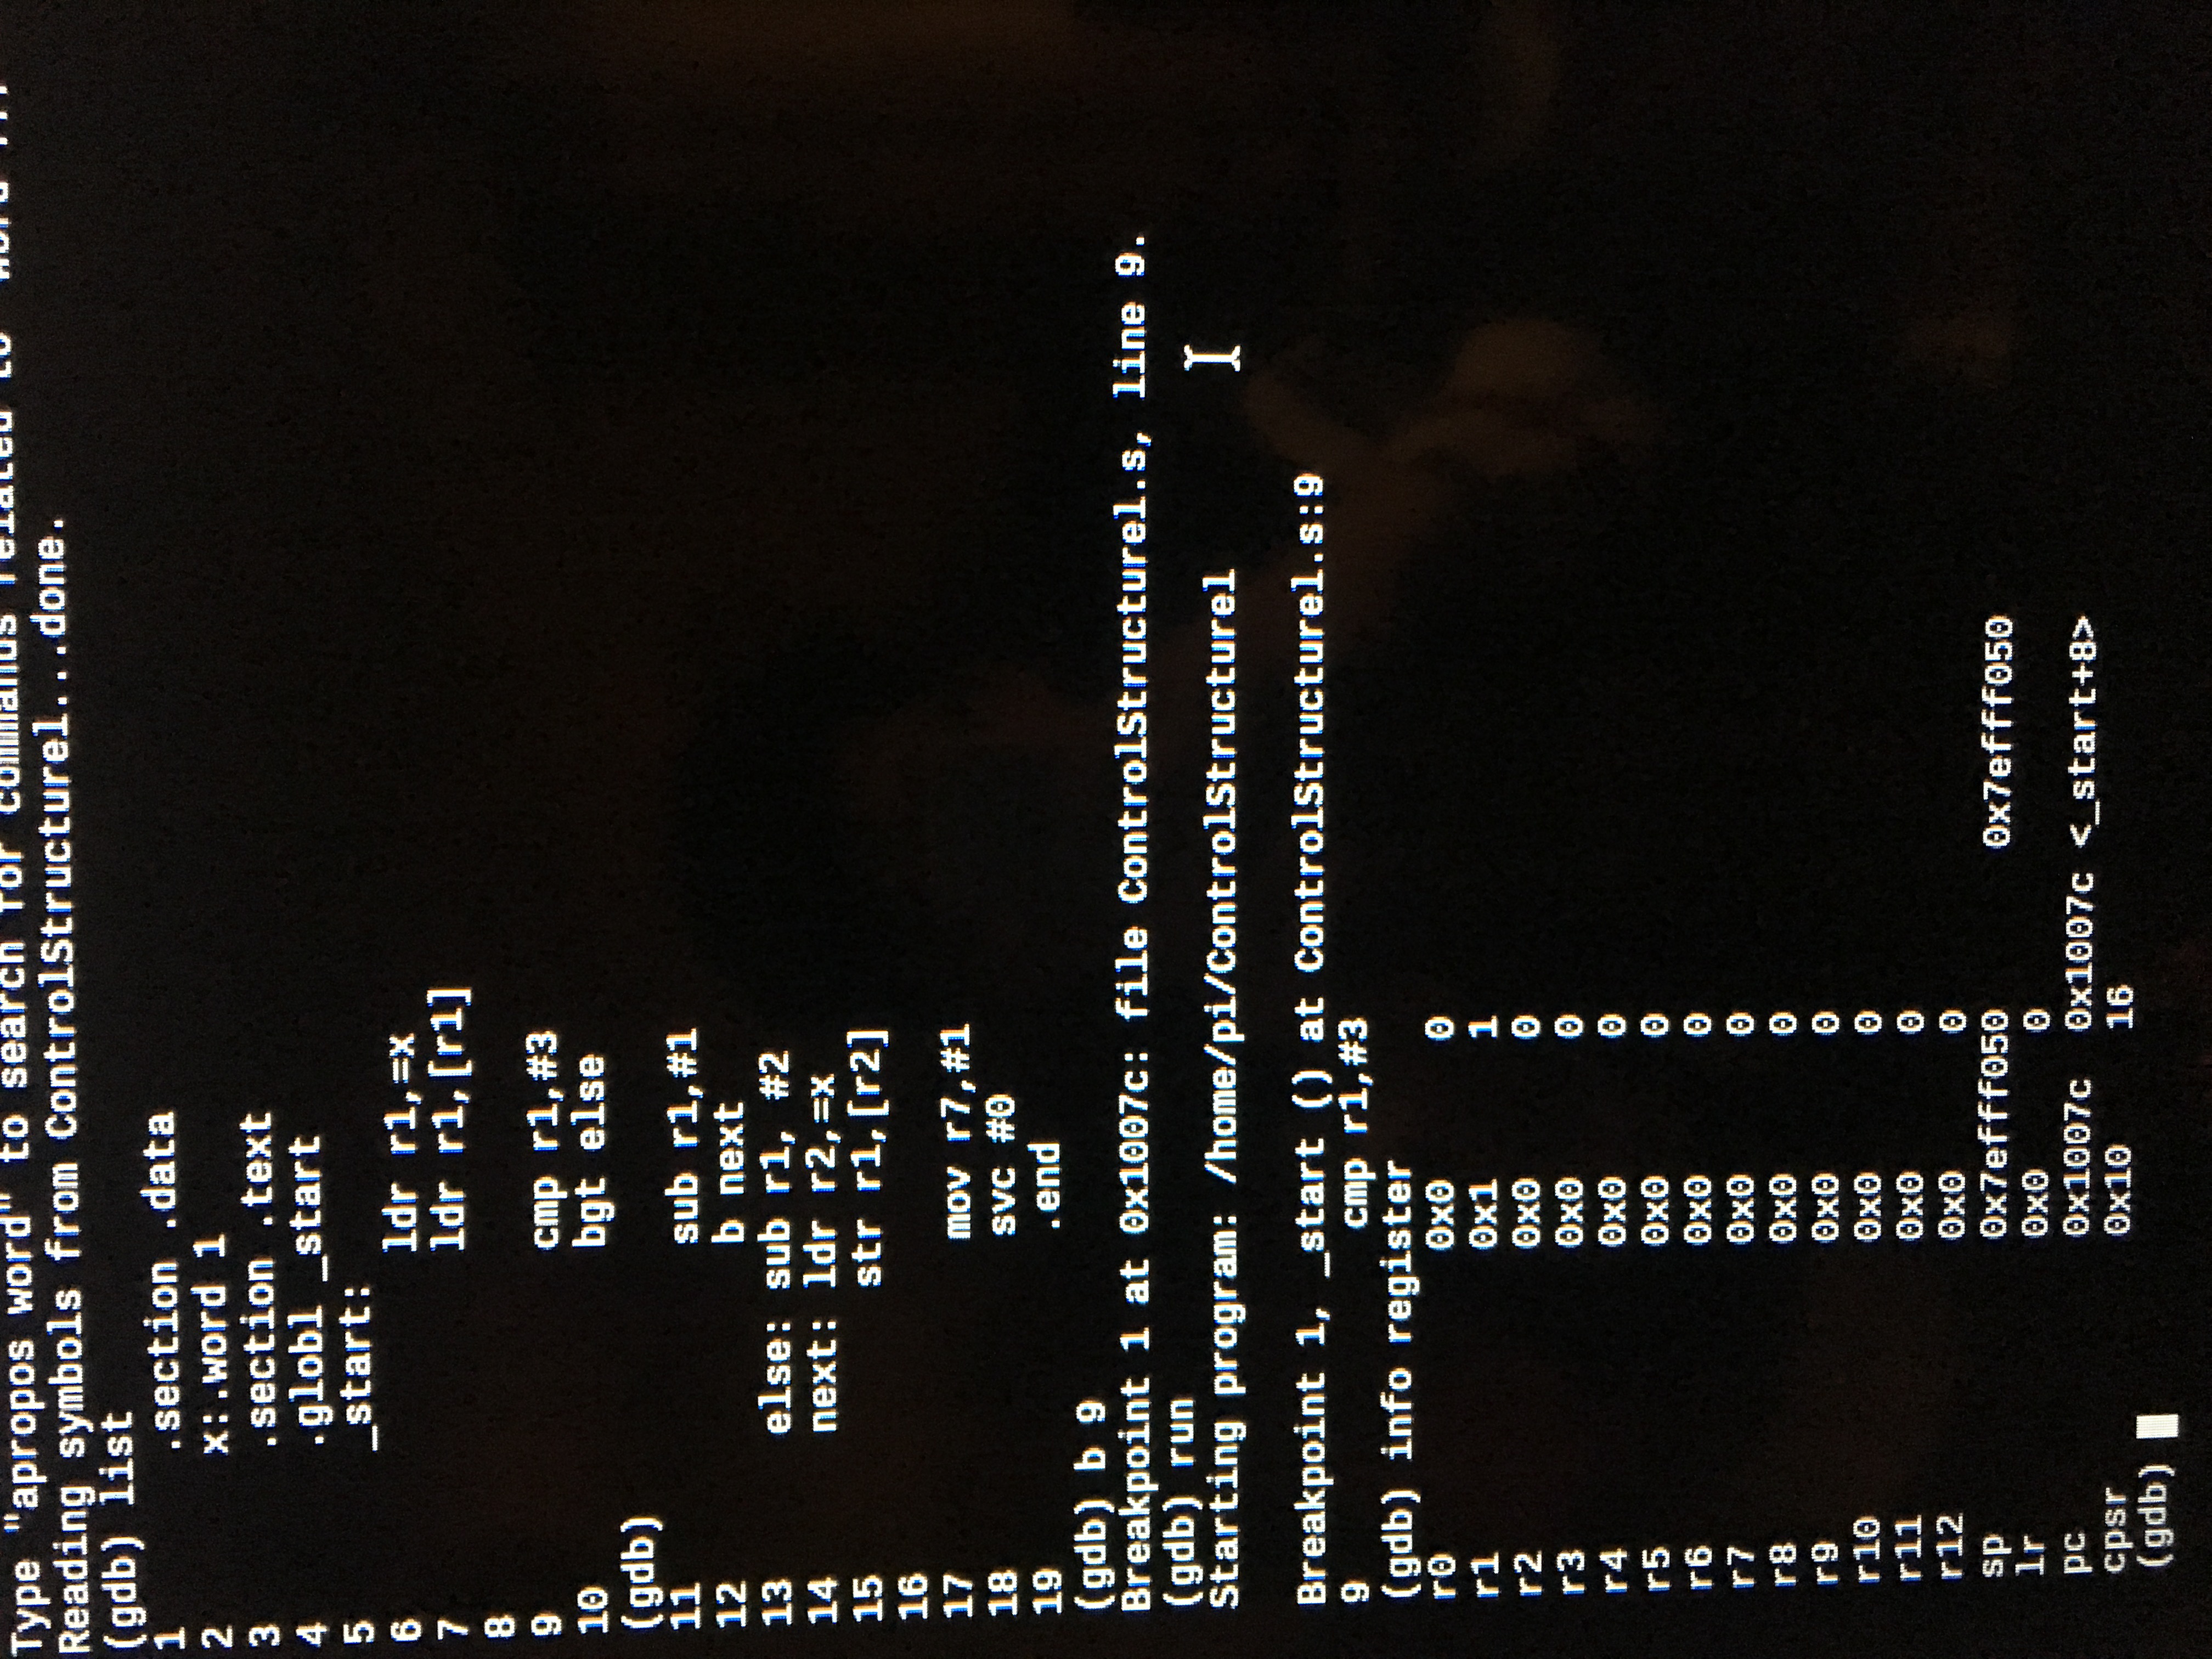 Type "apropos word" to search for commands related to "word"...
Reading symbols from ControlStructurel...done.
(gdb) list
1 .section .data
2 x:.word 1
3 .section .text
4 .globl _start
5 _start:
6 ldr r1,=x
7 ldr r1,[r1]
8
9 cmp r1,#3
10 bgt else
(gdb)
11 sub r1,#1
12 b next
13 else: sub r1, #2
14 next: ldr r2,=x
15 str r1,[r2]
16
17 mov r7,#1
18 svc #0
19 .end
(gdb) b 9
Breakpoint 1 at 0x1007c: file ControlStructurel.s, line 9.
(gdb) run
Starting program: /home/pi/ControlStructurel
Breakpoint 1, _start () at ControlStructurel.s:9
9 cmp r1,#3
(gdb) info register
r0 0x0 0
r1 0x1 1
r2 0x0 0
r3 0x0 0
r4 0x0 0
r5 0x0 0
r6 0x0 0
r7 0x0 0
r8 0x0 0
r9 0x0 0
r10 0x0 0
r11 0x0 0
r12 0x0 0
sp 0x7efff050 0x7efff050
lr 0x0 0
pc 0x1007c 0x1007c <_start+8>
cpsr 0x10 16
(gdb)